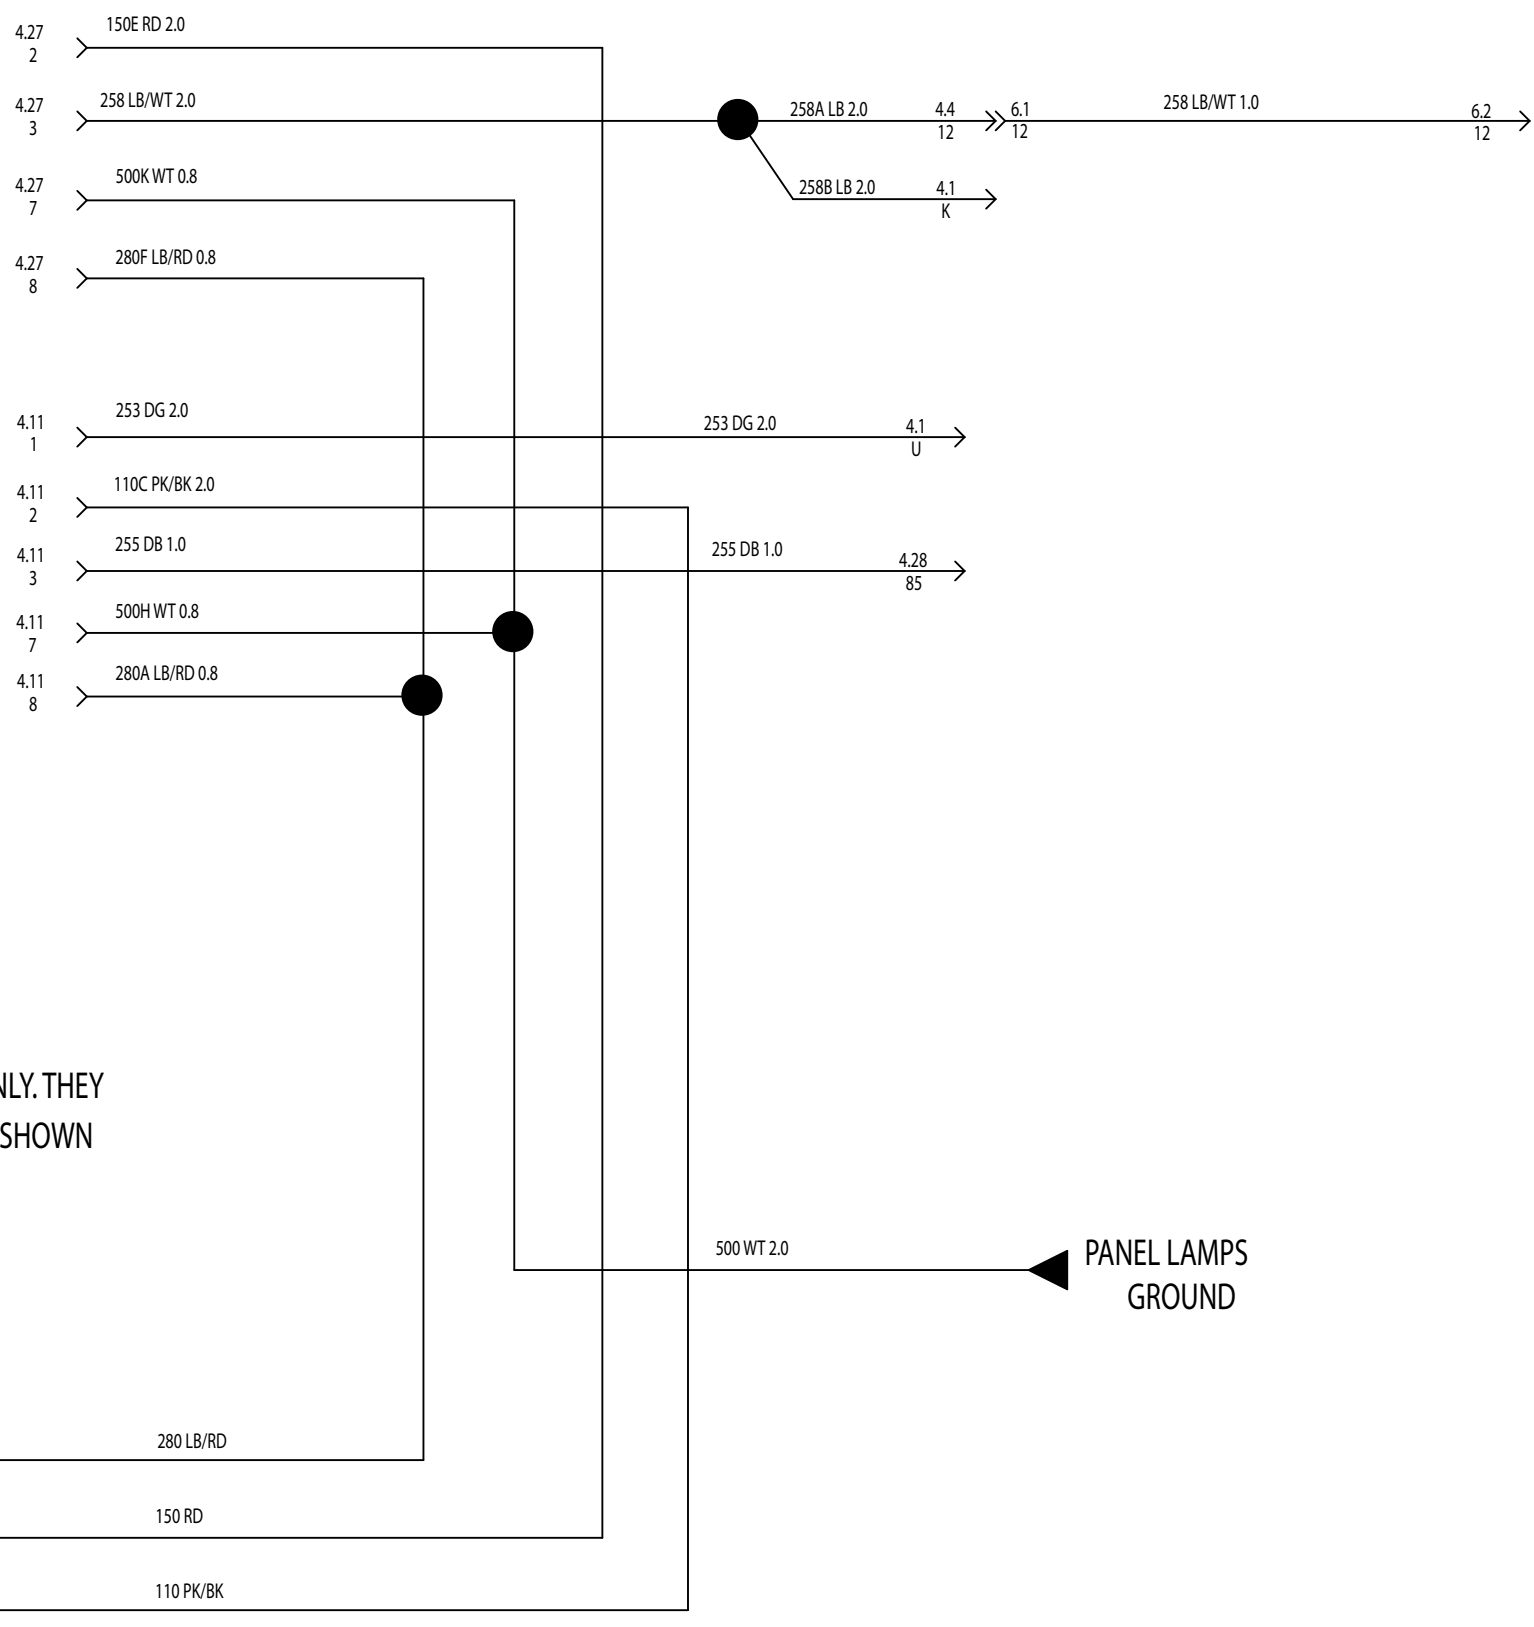 4.27
2
150E RD 2.0
4.27
3
258 LB/WT 2.0
258A LB 2.0
4.4
12
6.1
12
258 LB/WT 1.0
6.2
12
4.27
7
500K WT 0.8
258B LB 2.0
4.1
K
4.27
8
280F LB/RD 0.8
4.11
1
253 DG 2.0
253 DG 2.0
4.1
U
4.11
2
110C PK/BK 2.0
4.11
3
255 DB 1.0
255 DB 1.0
4.28
85
4.11
7
500H WT 0.8
4.11
8
280A LB/RD 0.8
NLY. THEY
SHOWN
500 WT 2.0
PANEL LAMPS
GROUND
280 LB/RD
150 RD
110 PK/BK